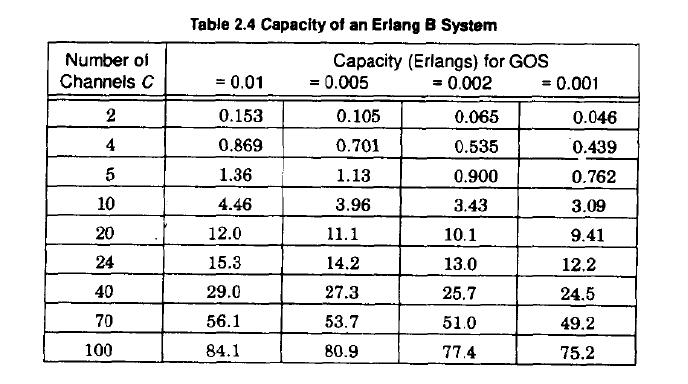 Table 2.4 Capacity of an Erlang B System
Number of Capacity (Erlangs) for GOS
Channels C = 0.01 = 0.005 = 0.002 = 0.001
2 0.153 0.105 0.065 0.046
4 0.869 0.701 0.535 0.439
5 1.36 1.13 0.900 0.762
10 4.46 3.96 3.43 3.09
20 12.0 11.1 10.1 9.41
24 15.3 14.2 13.0 12.2
40 29.0 27.3 25.7 24.5
70 56.1 53.7 51.0 49.2
100 84.1 80.9 77.4 75.2